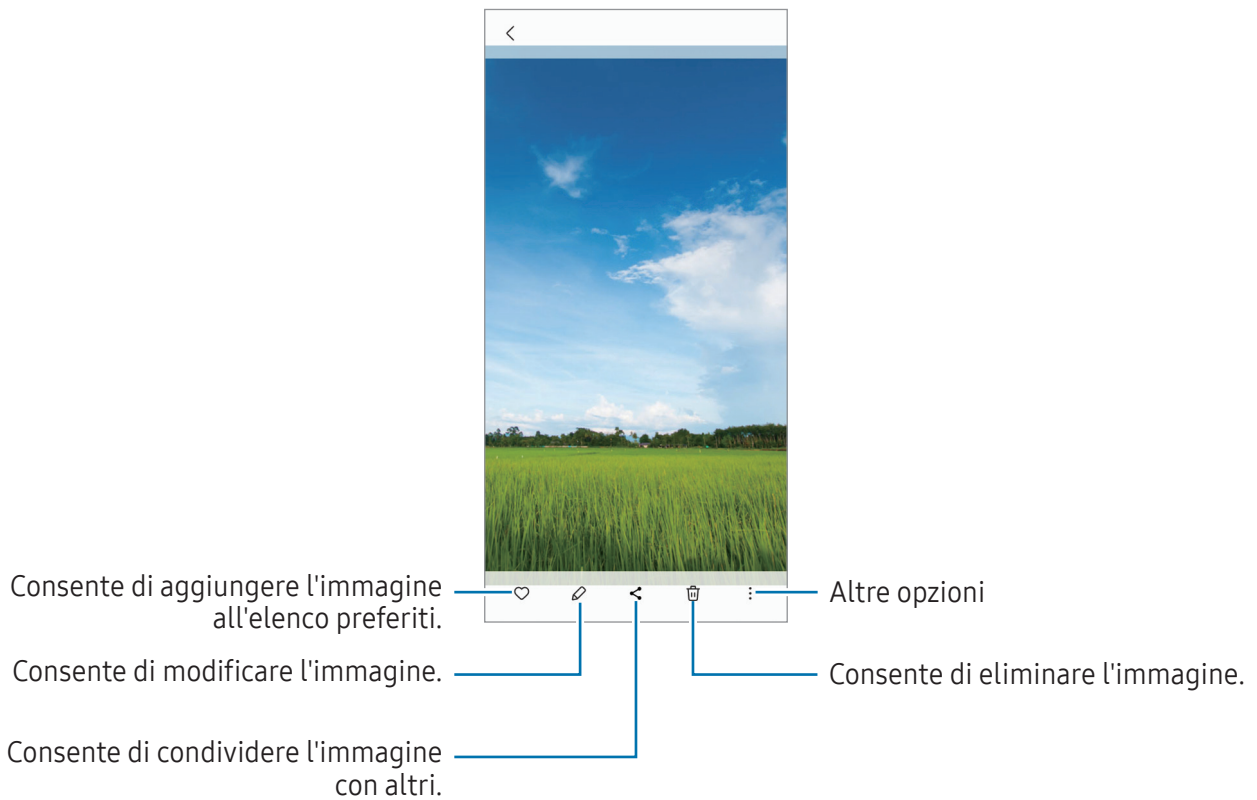 Consente di aggiungere l'immagine
all'elenco preferiti.
Altre opzioni
Consente di modificare l'immagine.
Consente di eliminare l'immagine.
Consente di condividere l'immagine
con altri.